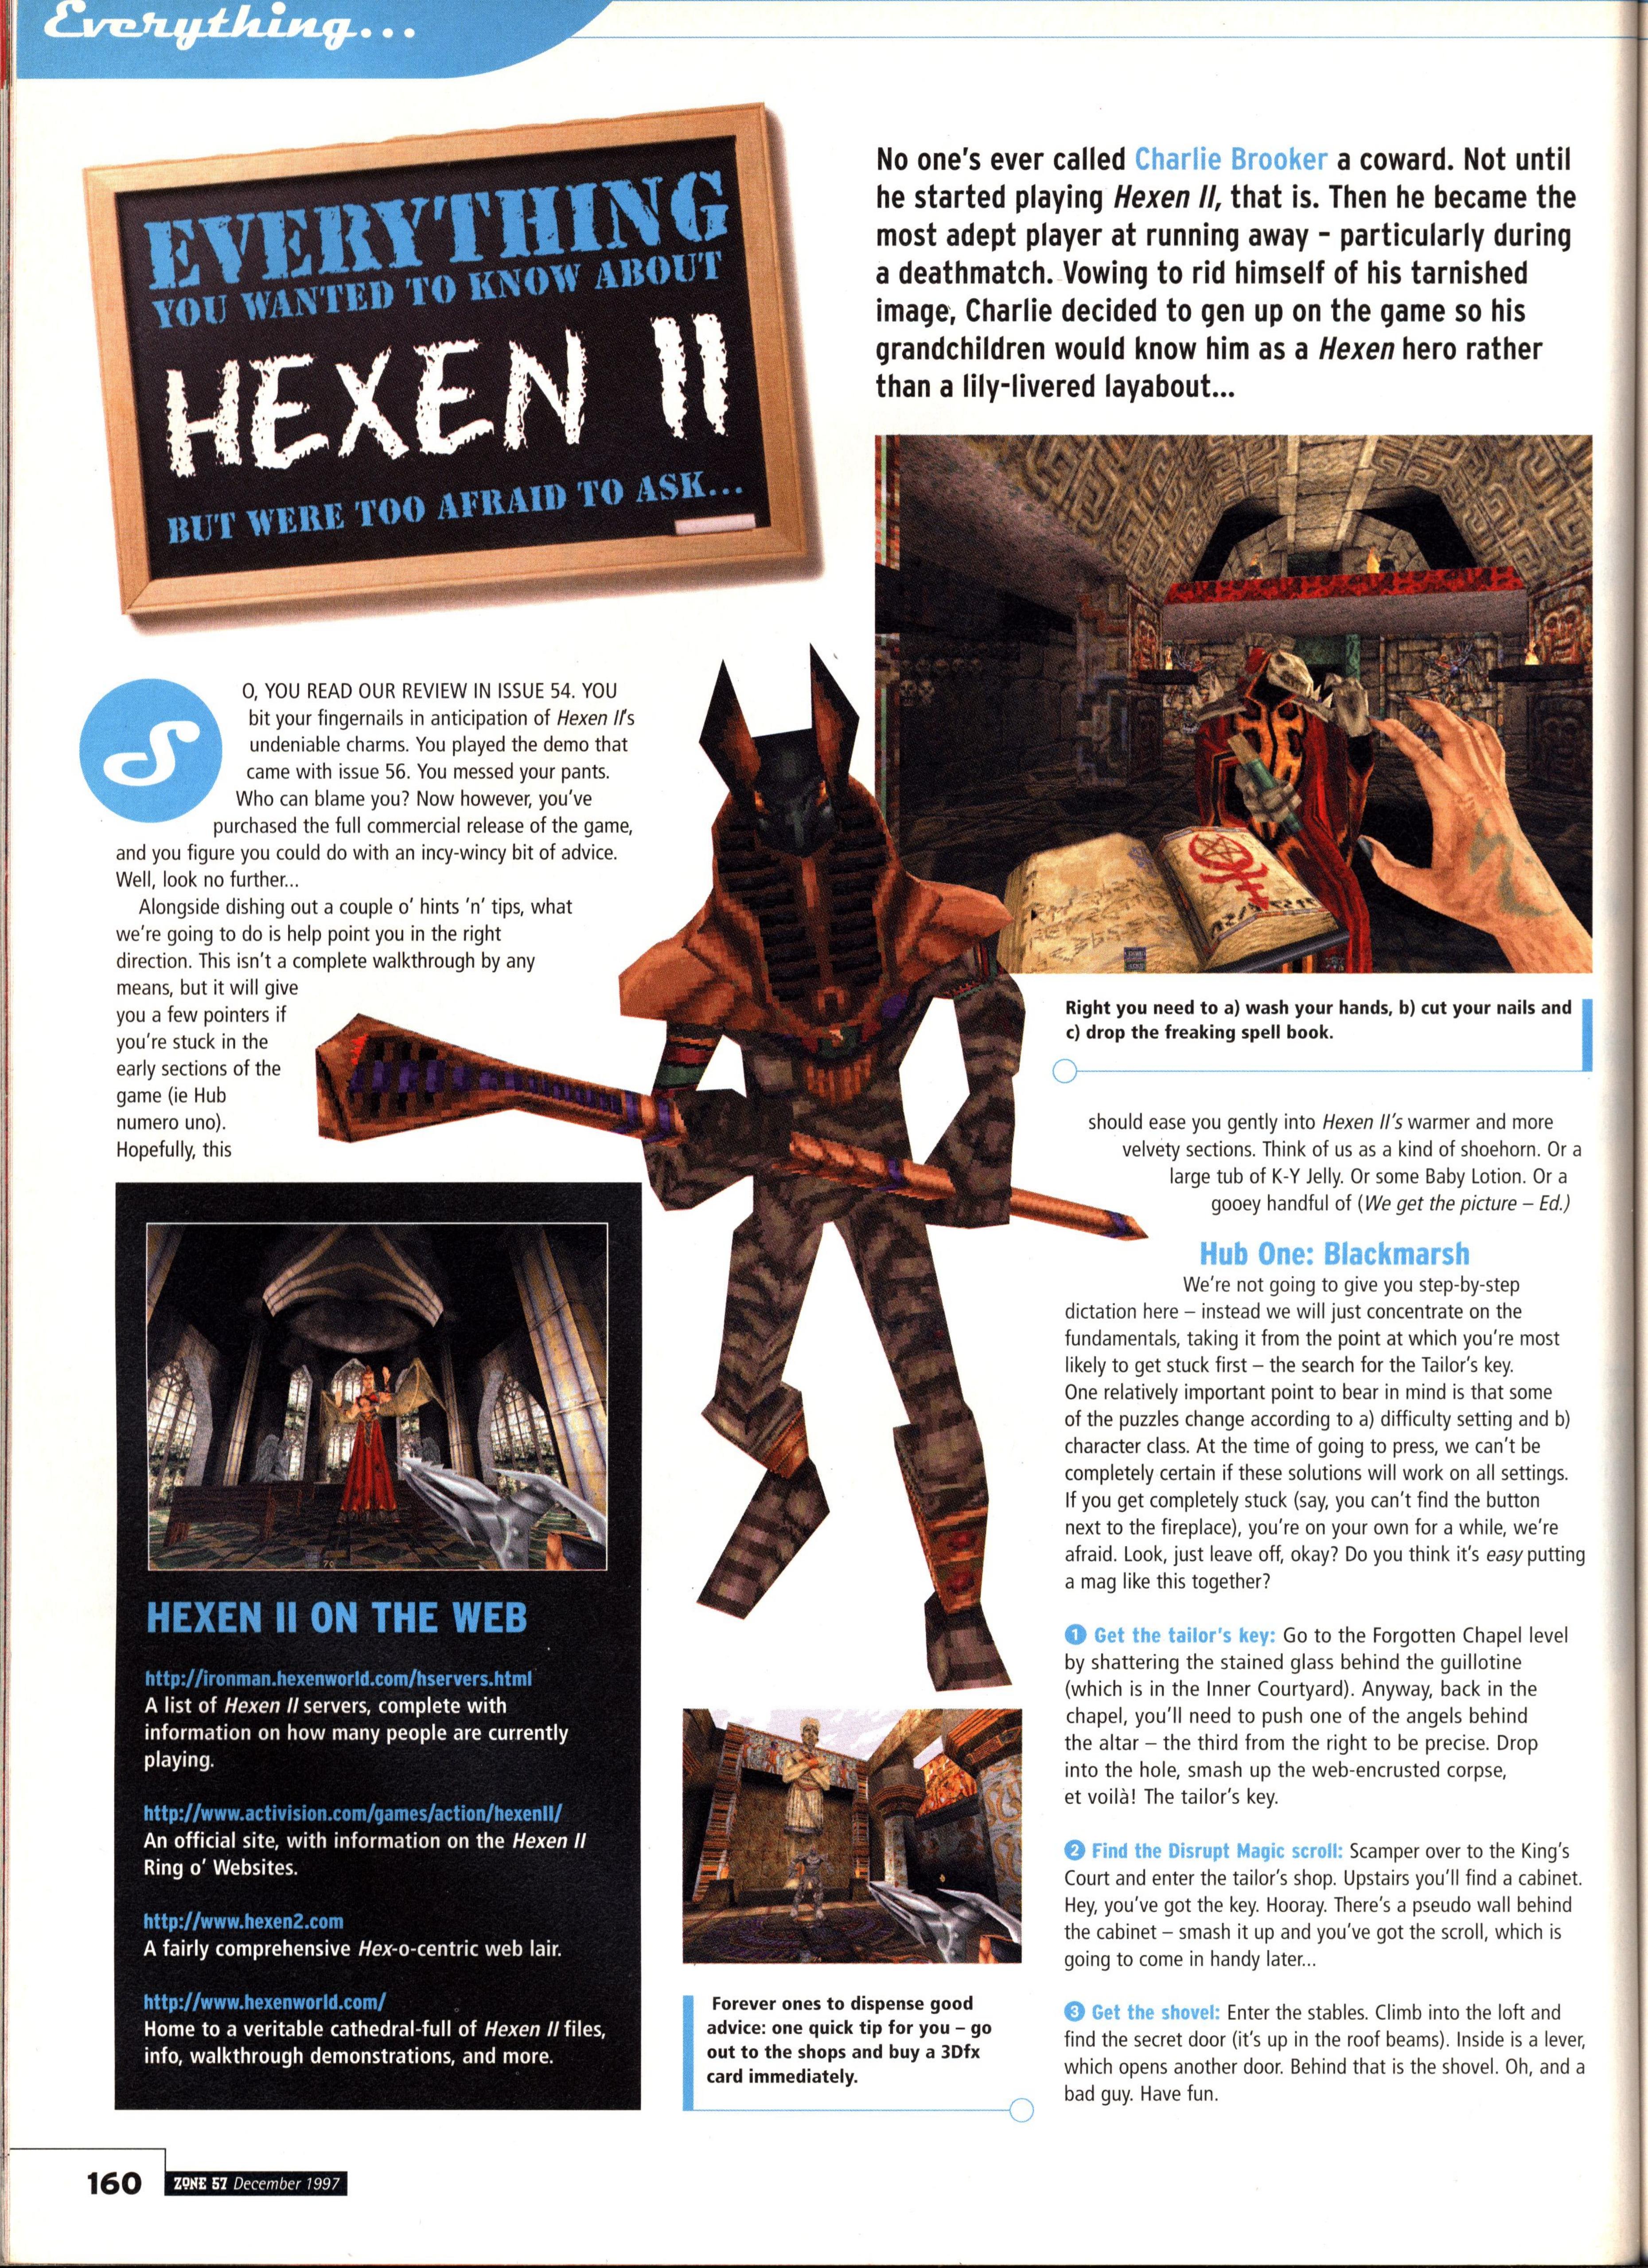 Everything...
EVERYTHING
YOU WANTED TO KNOW ABOUT
HEXEN II
BUT WERE TOO AFRAID TO ASK...
No one's ever called Charlie Brooker a coward. Not until
he started playing Hexen II, that is. Then he became the
most adept player at running away – particularly during
a deathmatch. Vowing to rid himself of his tarnished
image, Charlie decided to gen up on the game so his
grandchildren would know him as a Hexen hero rather
than a lily-livered layabout...
SO, YOU READ OUR REVIEW IN ISSUE 54. YOU
bit your fingernails in anticipation of Hexen II's
undeniable charms. You played the demo that
came with issue 56. You messed your pants.
Who can blame you? Now however, you've
purchased the full commercial release of the game,
and you figure you could do with an incy-wincy bit of advice.
Well, look no further...
Alongside dishing out a couple o' hints 'n' tips, what
we're going to do is help point you in the right
direction. This isn't a complete walkthrough by any
means, but it will give
you a few pointers if
you're stuck in the
early sections of the
game (ie Hub
numero uno).
Hopefully, this
Right you need to a) wash your hands, b) cut your nails and
c) drop the freaking spell book.
should ease you gently into Hexen II's warmer and more
velvety sections. Think of us as a kind of shoehorn. Or a
large tub of K-Y Jelly. Or some Baby Lotion. Or a
gooey handful of (We get the picture – Ed.)
Hub One: Blackmarsh
We're not going to give you step-by-step
dictation here – instead we will just concentrate on the
fundamentals, taking it from the point at which you're most
likely to get stuck first – the search for the Tailor's key.
One relatively important point to bear in mind is that some
of the puzzles change according to a) difficulty setting and b)
character class. At the time of going to press, we can't be
completely certain if these solutions will work on all settings.
If you get completely stuck (say, you can't find the button
next to the fireplace), you're on your own for a while, we're
afraid. Look, just leave off, okay? Do you think it's easy putting
a mag like this together?
1 Get the tailor's key: Go to the Forgotten Chapel level
by shattering the stained glass behind the guillotine
(which is in the Inner Courtyard). Anyway, back in the
chapel, you'll need to push one of the angels behind
the altar – the third from the right to be precise. Drop
into the hole, smash up the web-encrusted corpse,
et voilà! The tailor's key.
2 Find the Disrupt Magic scroll: Scamper over to the King's
Court and enter the tailor's shop. Upstairs you'll find a cabinet.
Hey, you've got the key. Hooray. There's a pseudo wall behind
the cabinet – smash it up and you've got the scroll, which is
going to come in handy later...
3 Get the shovel: Enter the stables. Climb into the loft and
find the secret door (it's up in the roof beams). Inside is a lever,
which opens another door. Behind that is the shovel. Oh, and a
bad guy. Have fun.
HEXEN II ON THE WEB
http://ironman.hexenworld.com/hservers.html
A list of Hexen II servers, complete with
information on how many people are currently
playing.
http://www.activision.com/games/action/hexenII/
An official site, with information on the Hexen II
Ring o' Websites.
http://www.hexen2.com
A fairly comprehensive Hex-o-centric web lair.
http://www.hexenworld.com/
Home to a veritable cathedral-full of Hexen II files,
info, walkthrough demonstrations, and more.
Forever ones to dispense good
advice: one quick tip for you – go
out to the shops and buy a 3Dfx
card immediately.
160
ZONE 57 December 1997